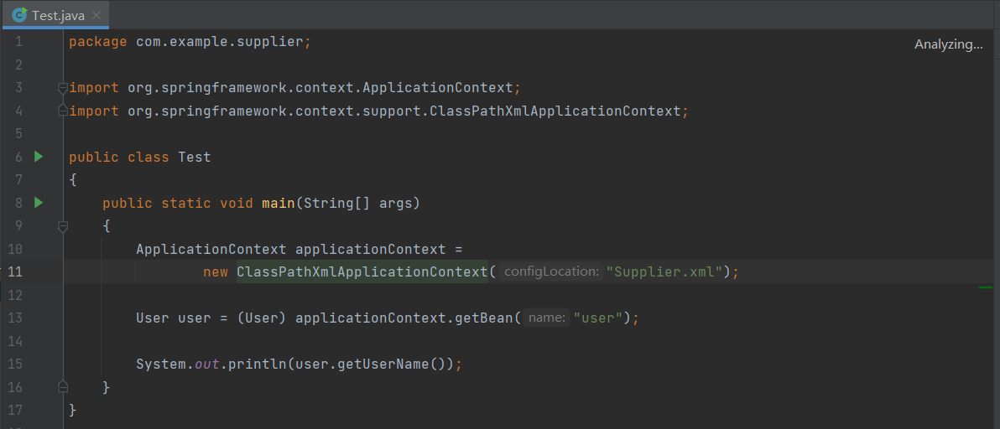 Test.java
1 package com.example.supplier;
Analyzing...
2
3 import org.springframework.context.ApplicationContext;
4 import org.springframework.context.support.ClassPathXmlApplicationContext;
5
6 public class Test
7 {
8     public static void main(String[] args)
9     {
10         ApplicationContext applicationContext =
11                 new ClassPathXmlApplicationContext( configLocation: "Supplier.xml");
12
13         User user = (User) applicationContext.getBean( name: "user");
14
15         System.out.println(user.getUserName());
16     }
17 }